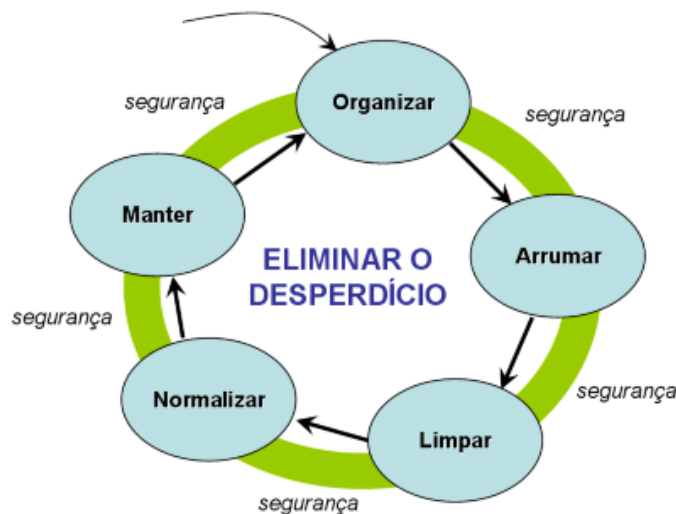 Organizar
segurança
segurança
Manter
Arrumar
ELIMINAR O
DESPERDÍCIO
segurança
Normalizar
segurança
Limpar
segurança